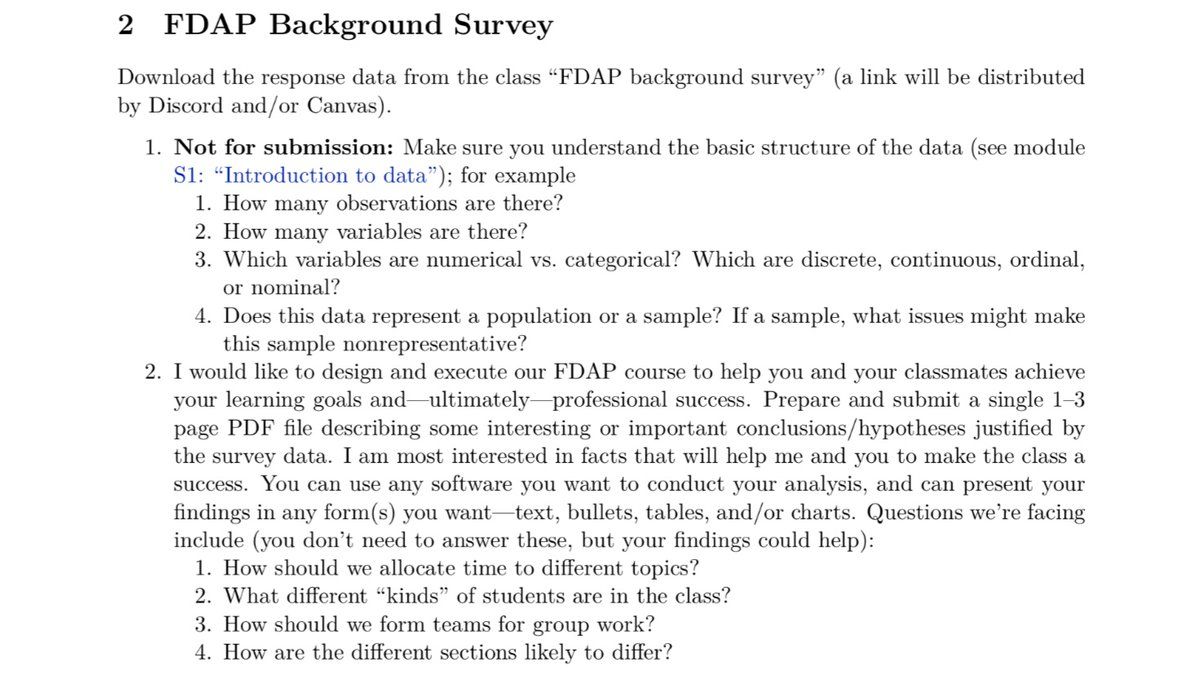 2 FDAP Background Survey
Download the response data from the class “FDAP background survey” (a link will be distributed
by Discord and/or Canvas).
1. Not for submission: Make sure you understand the basic structure of the data (see module
S1: “Introduction to data”); for example
1. How many observations are there?
2. How many variables are there?
3. Which variables are numerical vs. categorical? Which are discrete, continuous, ordinal,
or nominal?
4. Does this data represent a population or a sample? If a sample, what issues might make
this sample nonrepresentative?
2. I would like to design and execute our FDAP course to help you and your classmates achieve
your learning goals and—ultimately—professional success. Prepare and submit a single 1–3
page PDF file describing some interesting or important conclusions/hypotheses justified by
the survey data. I am most interested in facts that will help me and you to make the class a
success. You can use any software you want to conduct your analysis, and can present your
findings in any form(s) you want—text, bullets, tables, and/or charts. Questions we’re facing
include (you don’t need to answer these, but your findings could help):
1. How should we allocate time to different topics?
2. What different “kinds” of students are in the class?
3. How should we form teams for group work?
4. How are the different sections likely to differ?